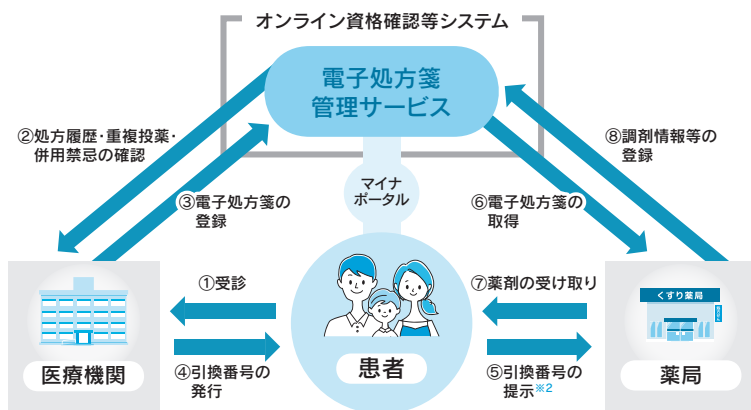 オンライン資格確認等システム
電子処方箋
管理サービス
②処方履歴・重複投薬・
併用禁忌の確認
⑧調剤情報等の
登録
③電子処方箋の
登録
マイナ
ポータル
⑥電子処方箋の
取得
①受診
⑦薬剤の受け取り
くすり薬局
医療機関
④引換番号の
発行
患者
⑤引換番号の
提示※2
薬局